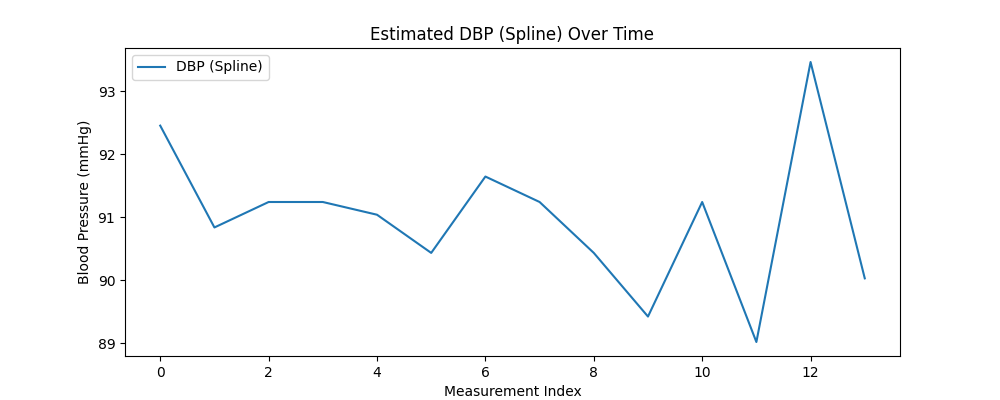 Estimated DBP (Spline) Over Time
DBP (Spline)
Blood Pressure (mmHg)
93
92
91
90
89
0 2 4 6 8 10 12
Measurement Index